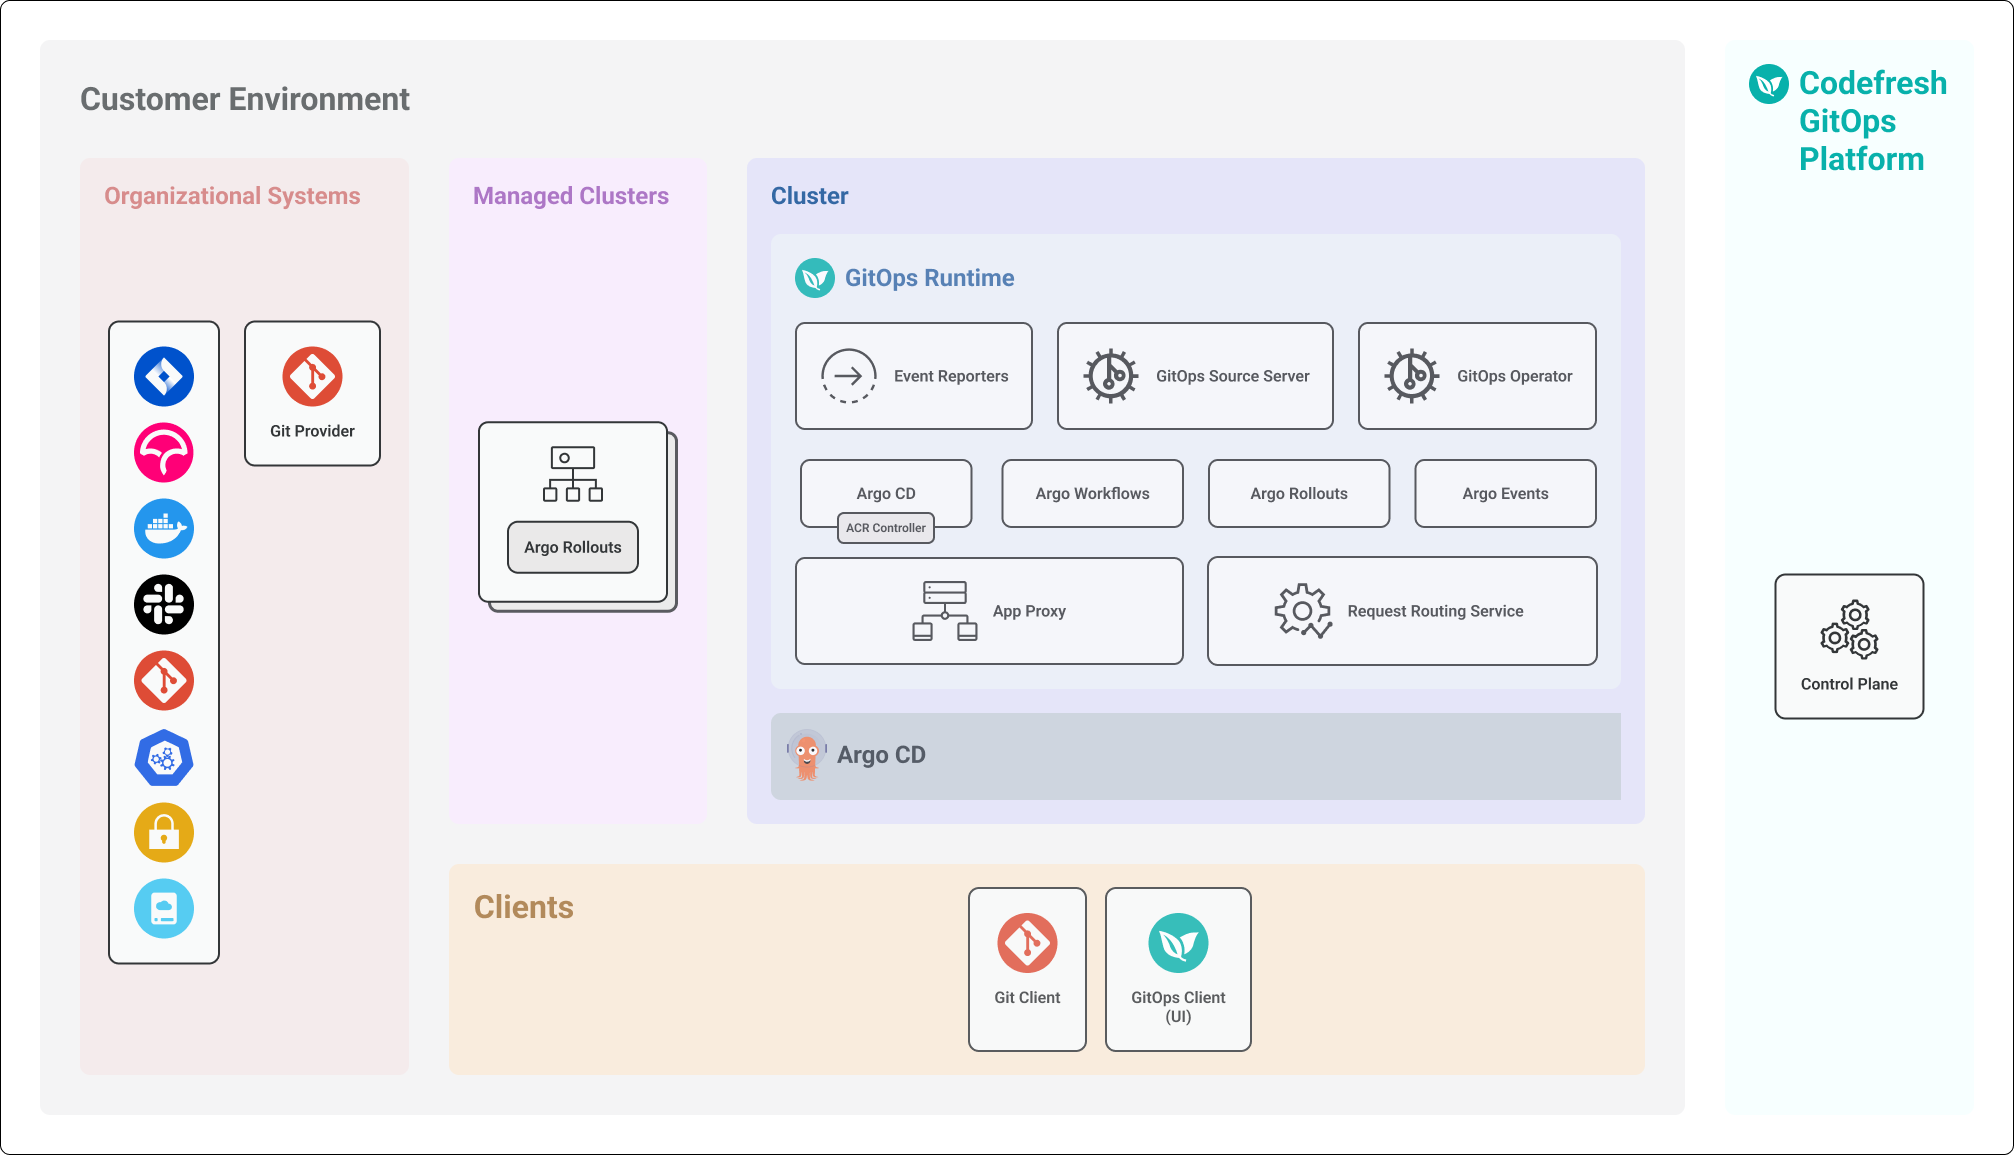 Customer Environment
Organizational Systems
Git Provider
Managed Clusters
Argo Rollouts
Cluster
GitOps Runtime
Event Reporters
GitOps Source Server
GitOps Operator
Argo CD
ACR Controller
Argo Workflows
Argo Rollouts
Argo Events
App Proxy
Request Routing Service
Argo CD
Clients
Git Client
GitOps Client
(UI)
Codefresh
GitOps
Platform
Control Plane